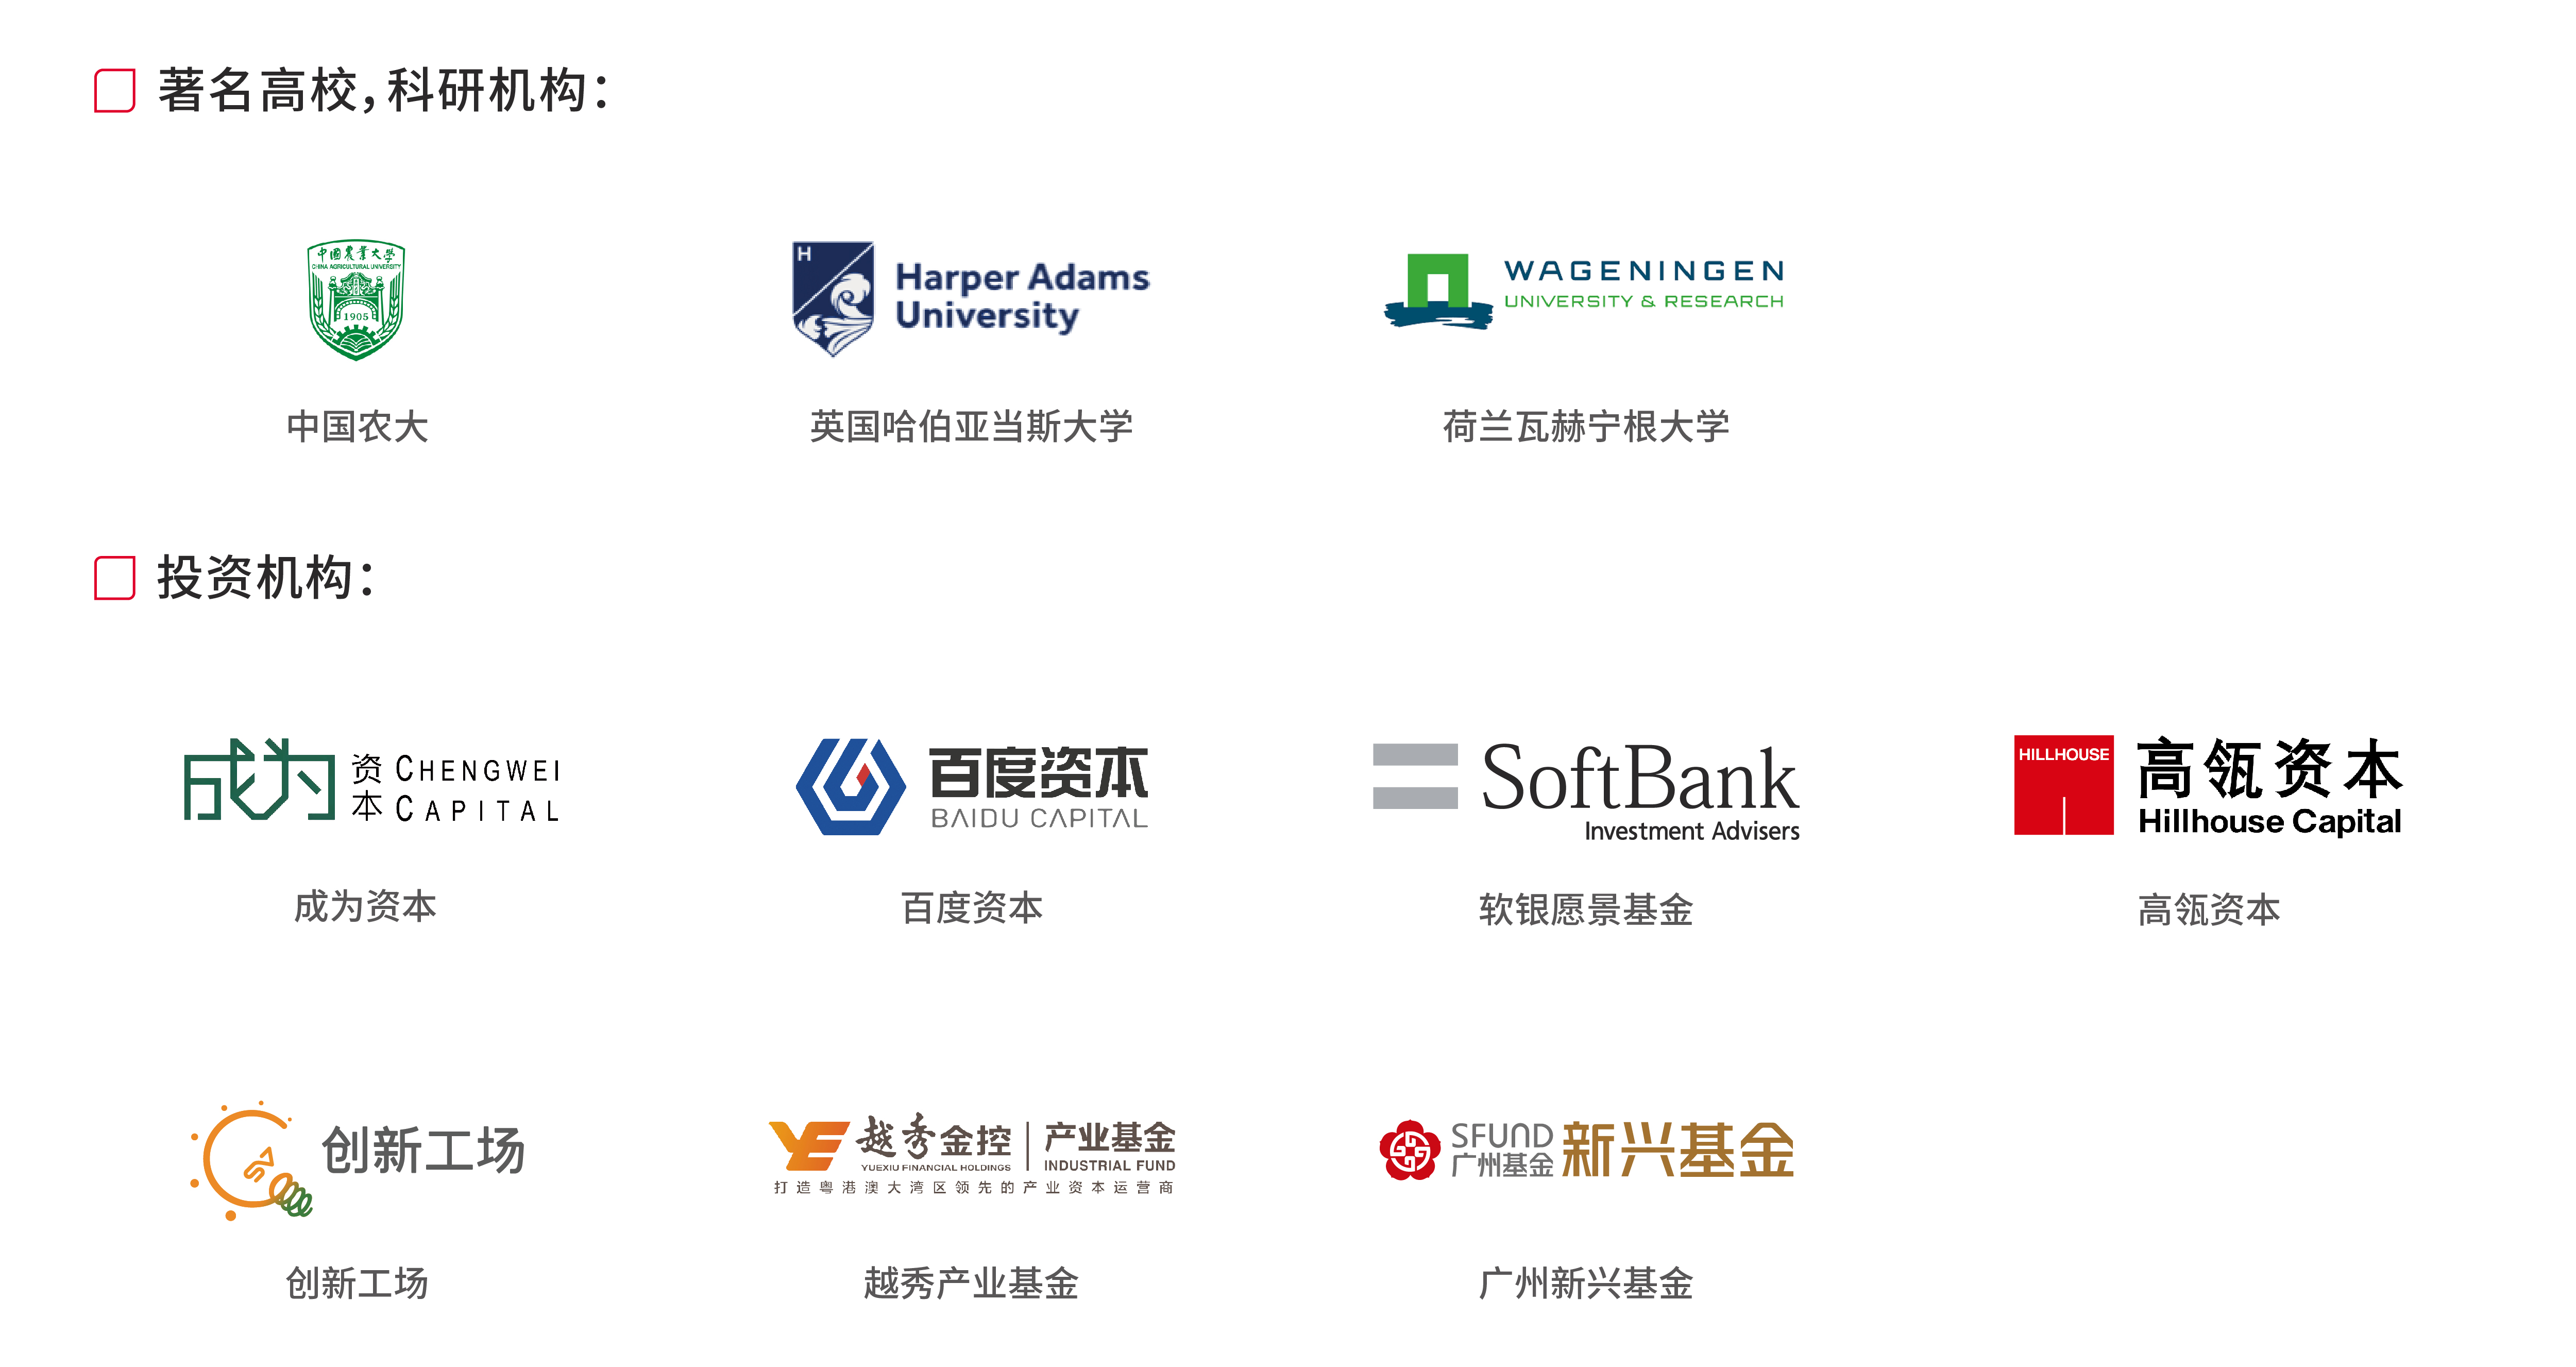 著名高校，科研机构：
中国農業大学
CHINA AGRICULTURAL UNIVERSITY
1905
H
Harper Adams
University
WAGENINGEN
UNIVERSITY & RESEARCH
中国农大
英国哈伯亚当斯大学
荷兰瓦赫宁根大学
投资机构：
成为
资本
CHENGWEI
CAPITAL
百度资本
BAIDU CAPITAL
SoftBank
Investment Advisers
HILLHOUSE
高瓴资本
Hillhouse Capital
成为资本
百度资本
软银愿景基金
高瓴资本
创新工场
YE
越秀金控
YUEXIU FINANCIAL HOLDINGS
产业基金
INDUSTRIAL FUND
打造粤港澳大湾区领先的产业资本运营商
SFUND
广州基金
新兴基金
创新工场
越秀产业基金
广州新兴基金